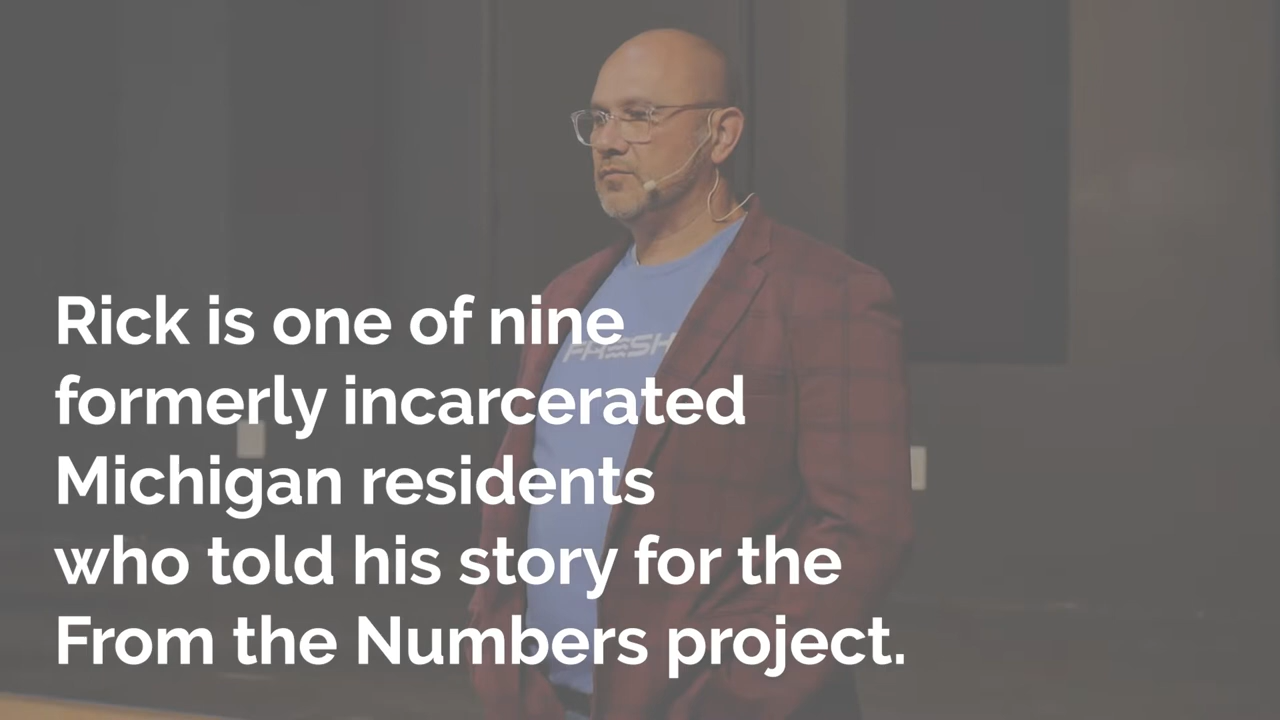 Rick is one of nine
formerly incarcerated
Michigan residents
who told his story for the
From the Numbers project.
FRESH